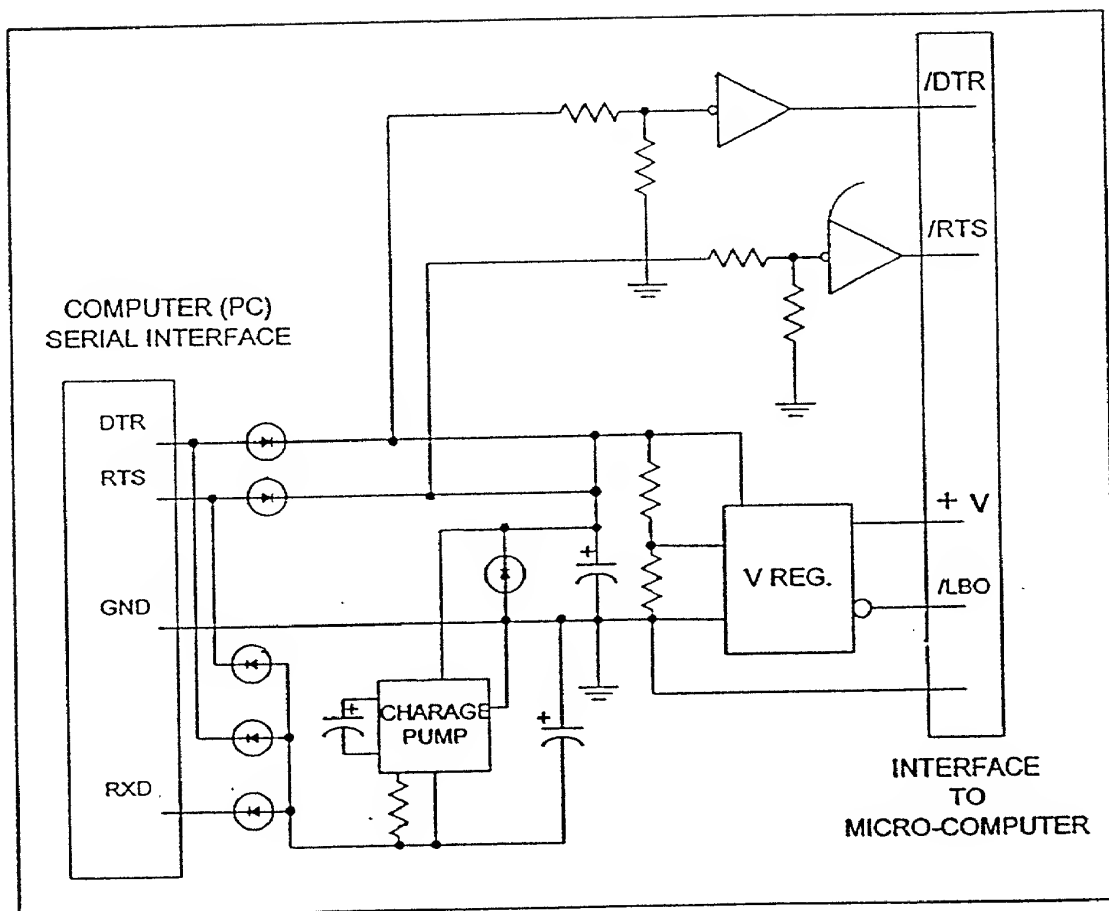 /DTR
/RTS
COMPUTER (PC)
SERIAL INTERFACE
DTR
RTS
GND
RXD
+
+ V
V REG.
/LBO
+
CHARAGE
PUMP
+
INTERFACE
TO
MICRO-COMPUTER